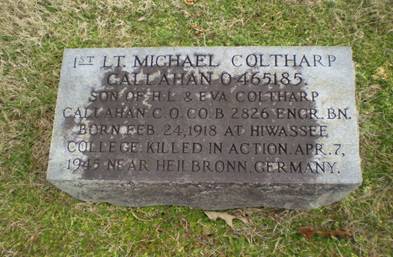 1ST LT. MICHAEL COLTHARP
CALLAHAN O-465185.
SON OF H.L. & EVA COLTHARP
CALLAHAN C.O. CO. B 2826 ENGR. BN.
BORN FEB. 24, 1918 AT HIWASSEE
COLLEGE. KILLED IN ACTION. APR. 7,
1945 NEAR HEILBRONN, GERMANY.